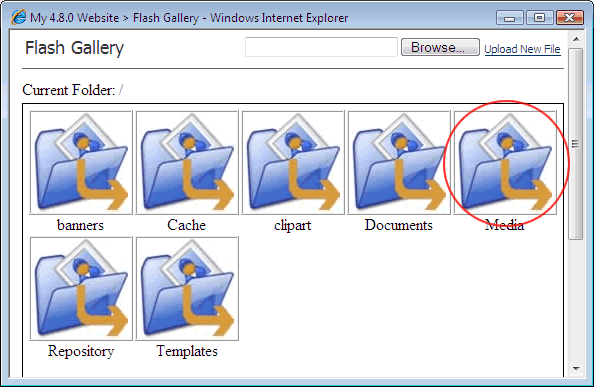 My 4.8.0 Website > Flash Gallery - Windows Internet Explorer
Flash Gallery
Browse...
Upload New File
Current Folder: /
banners
Cache
clipart
Documents
Media
Repository
Templates